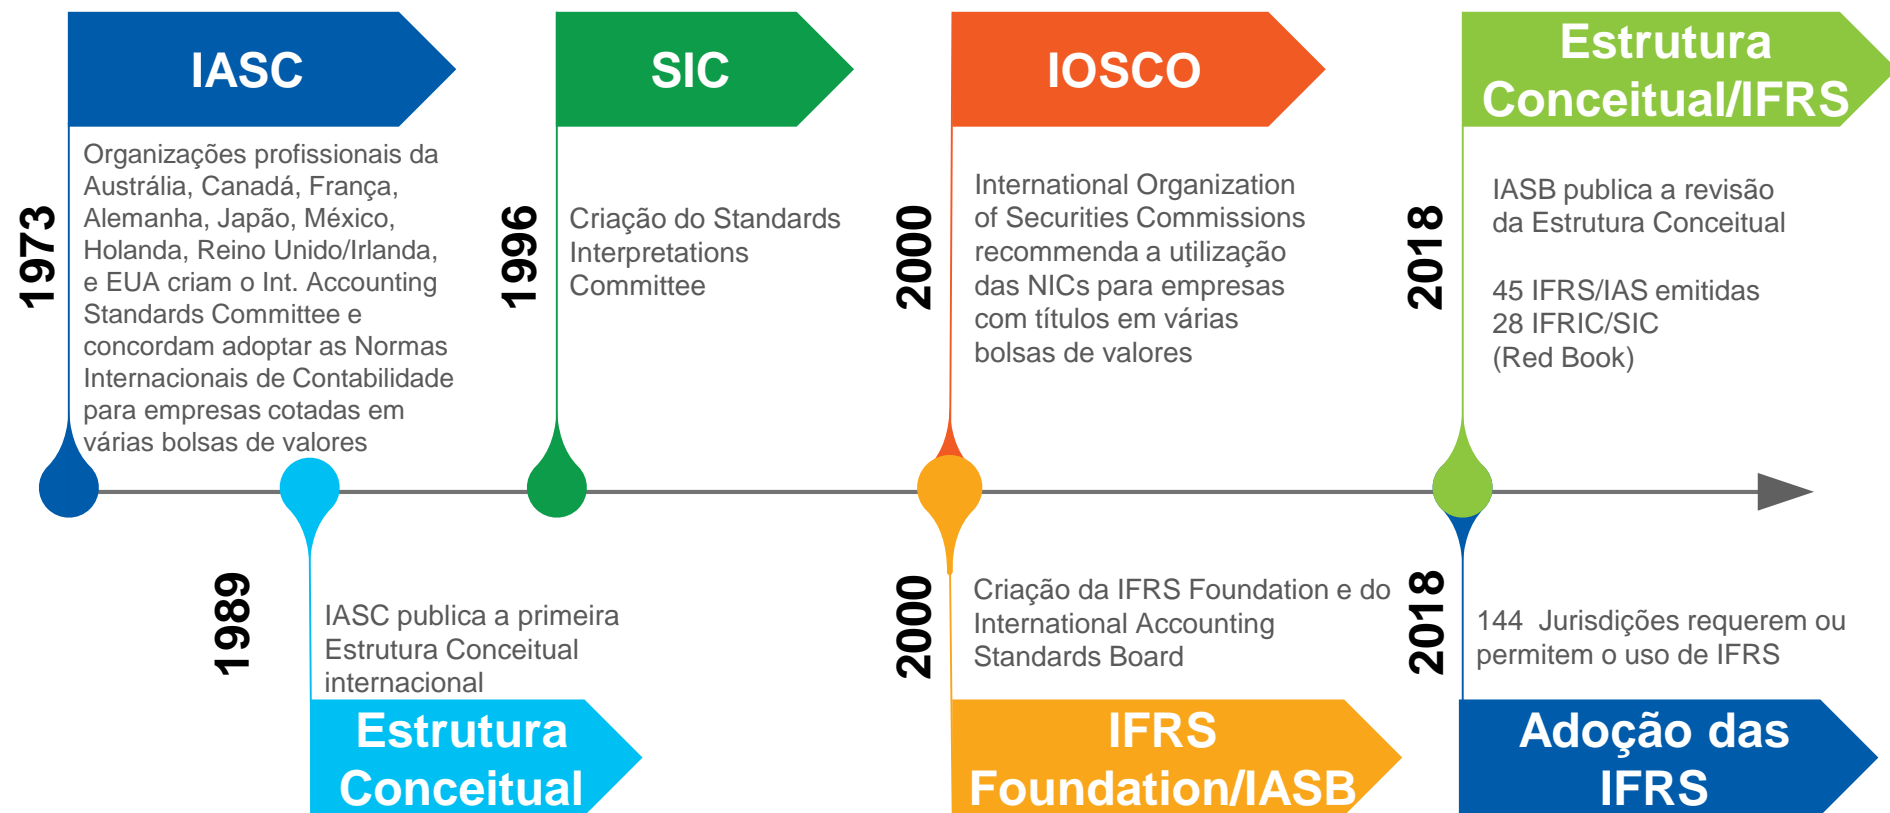 IASC
1973
Organizações profissionais da
Austrália, Canadá, França,
Alemanha, Japão, México,
Holanda, Reino Unido/Irlanda,
e EUA criam o Int. Accounting
Standards Committee e
concordam adoptar as Normas
Internacionais de Contabilidade
para empresas cotadas em
várias bolsas de valores
1989
IASC publica a primeira
Estrutura Conceitual
internacional
Estrutura
Conceitual
SIC
1996
Criação do Standards
Interpretations
Committee
IOSCO
2000
International Organization
of Securities Commissions
recommenda a utilização
das NICs para empresas
com títulos em várias
bolsas de valores
2000
Criação da IFRS Foundation e do
International Accounting
Standards Board
IFRS
Foundation/IASB
Estrutura
Conceitual/IFRS
2018
IASB publica a revisão
da Estrutura Conceitual
45 IFRS/IAS emitidas
28 IFRIC/SIC
(Red Book)
2018
144 Jurisdições requerem ou
permitem o uso de IFRS
Adoção das
IFRS